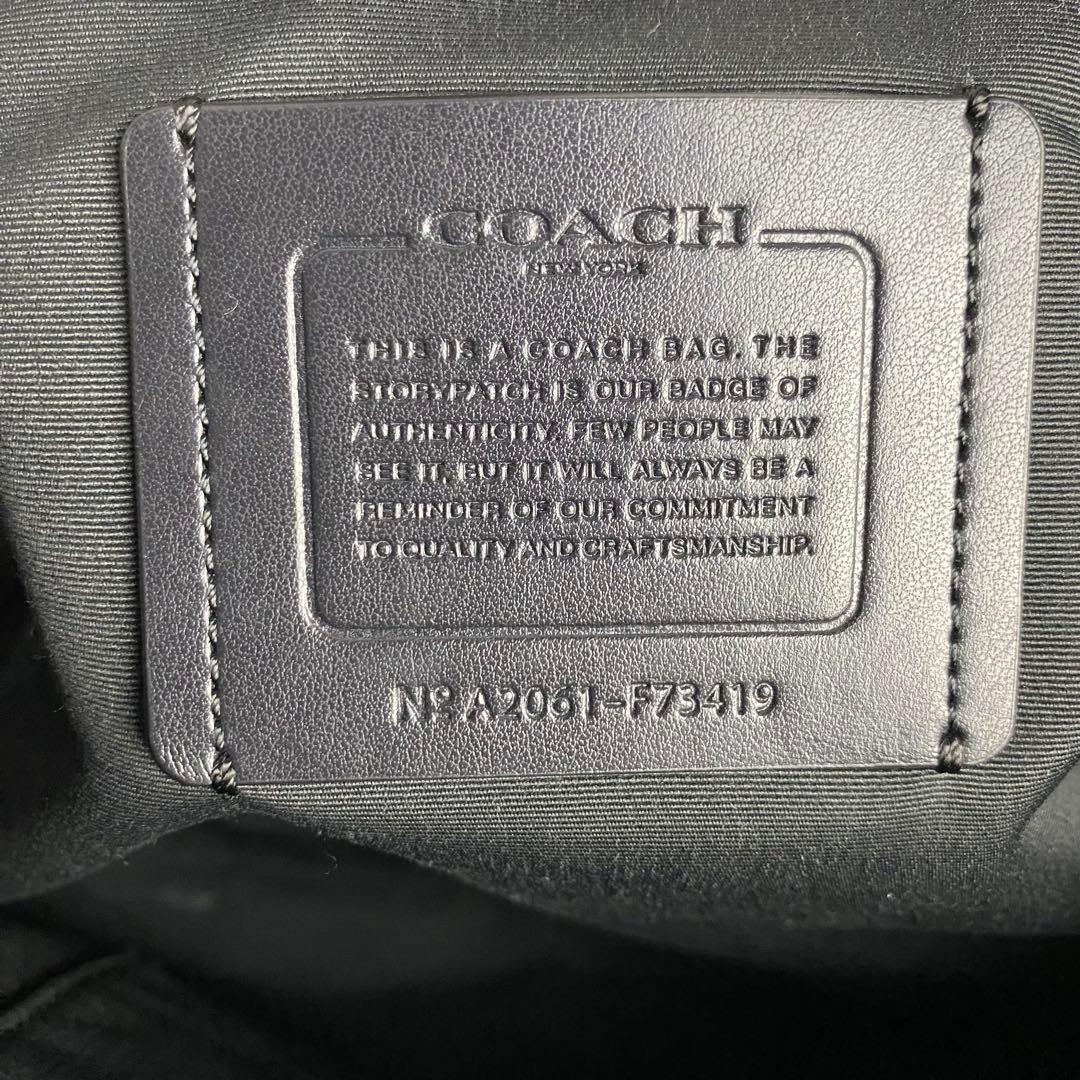 COACH
NEW YORK
THIS IS A COACH BAG. THE
STORYPATCH IS OUR BADGE OF
AUTHENTICITY. FEW PEOPLE MAY
SEE IT, BUT IT WILL ALWAYS BE A
REMINDER OF OUR COMMITMENT
TO QUALITY AND CRAFTSMANSHIP.
Nº A2061-F73419